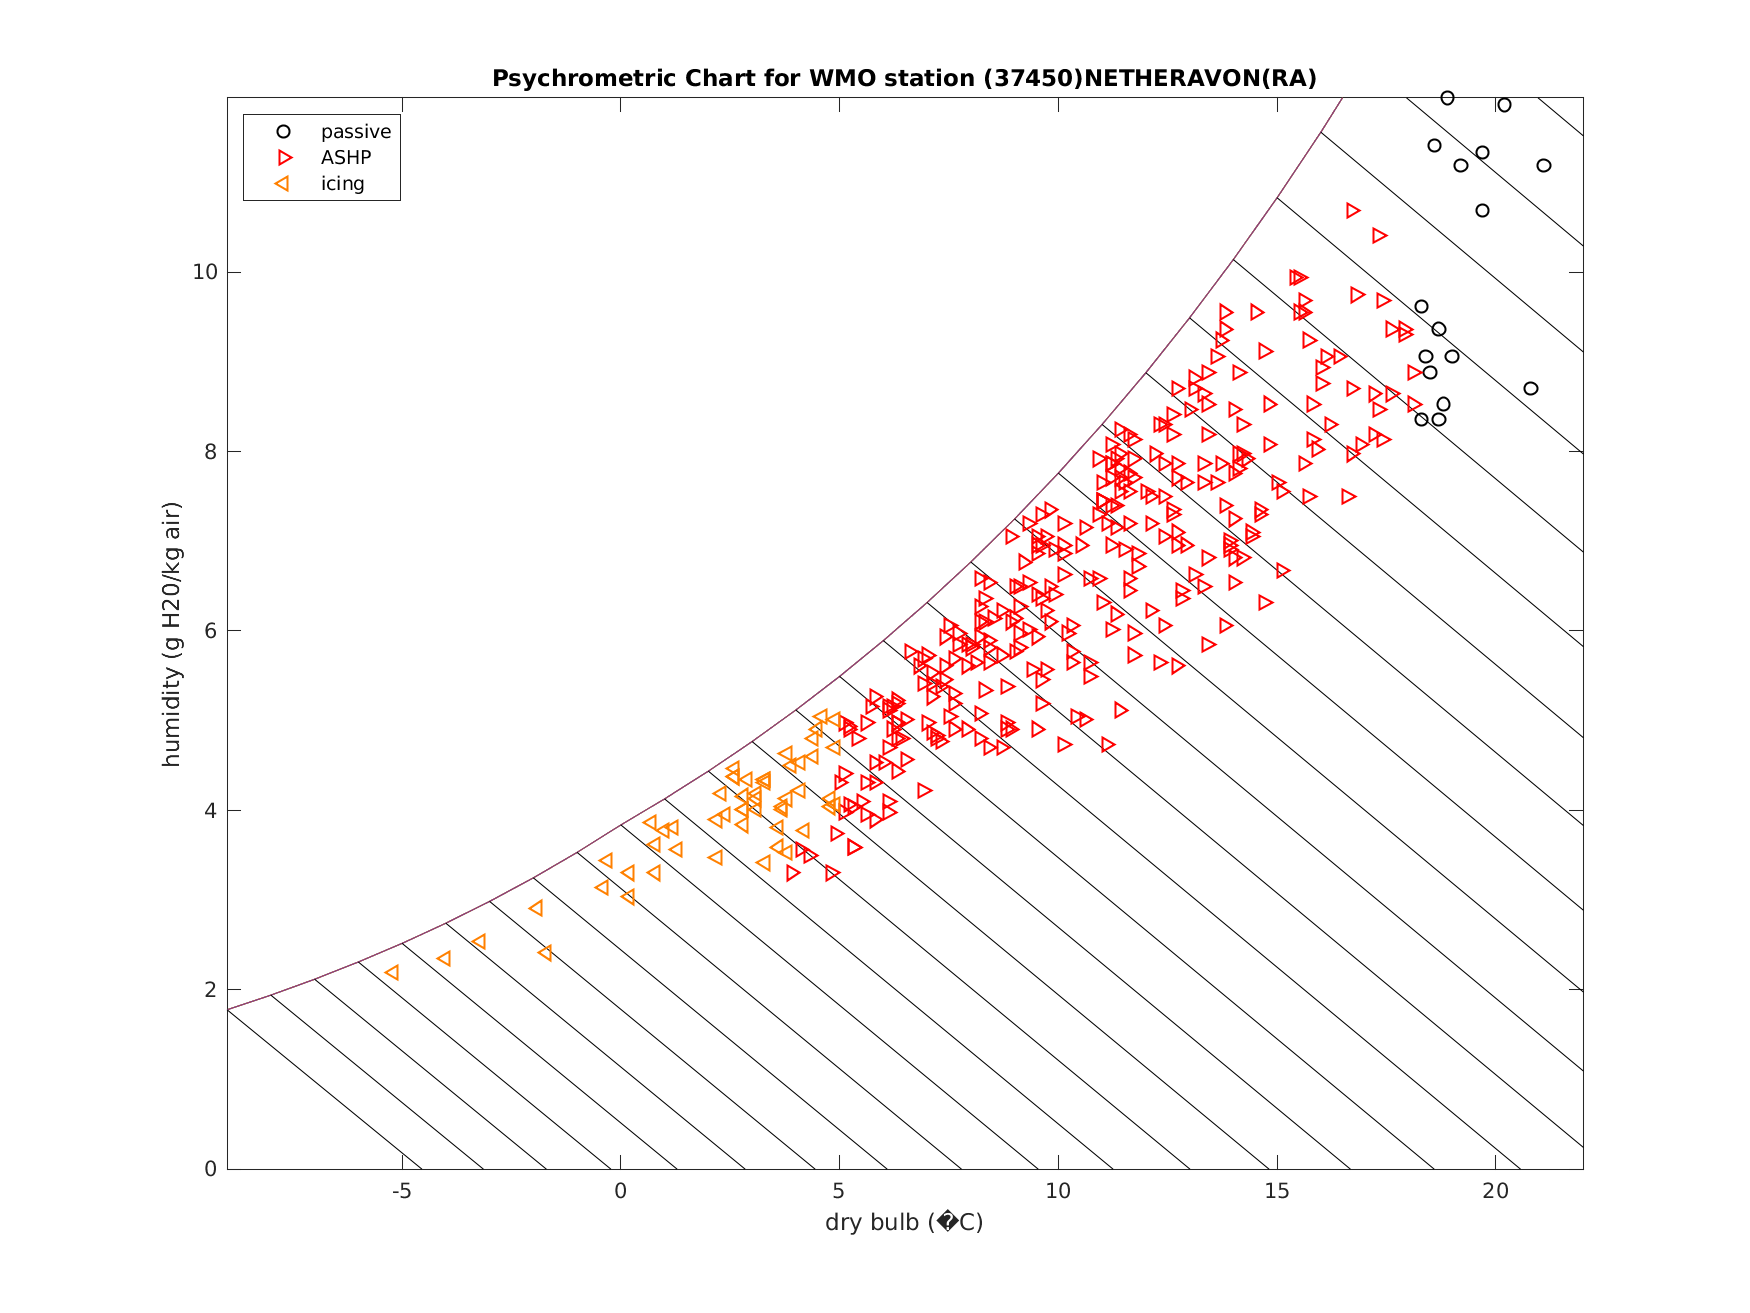 Psychrometric Chart for WMO station (37450)NETHERAVON(RA)
passive
ASHP
icing
10
8
6
4
2
0
humidity (g H20/kg air)
-5 0 5 10 15 20
dry bulb (�C)